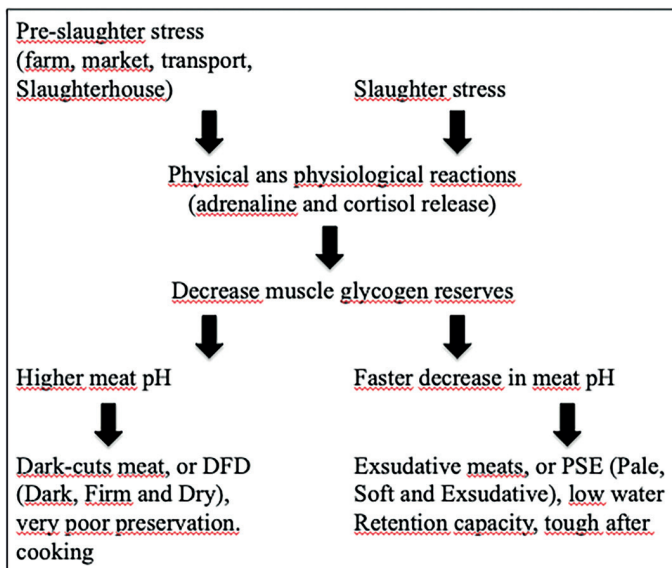 Pre-slaughter stress
(farm, market, transport,
Slaughterhouse)
Slaughter stress
Physical ans physiological reactions
(adrenaline and cortisol release)
Decrease muscle glycogen reserves
Higher meat pH
Faster decrease in meat pH
Dark-cuts meat, or DFD
(Dark, Firm and Dry),
very poor preservation.
cooking
Exsudative meats, or PSE (Pale,
Soft and Exsudative), low water
Retention capacity, tough after